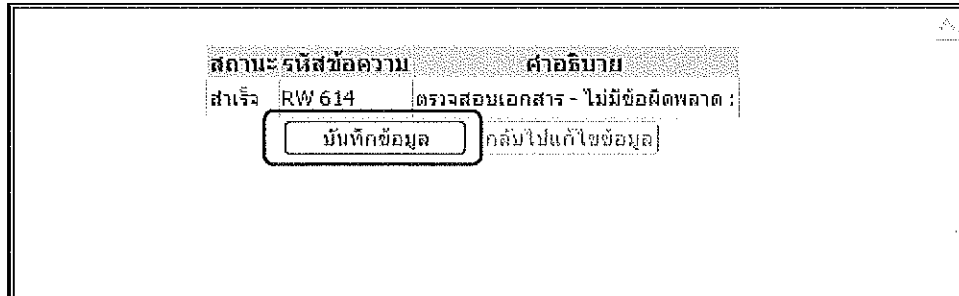 สถานะ รหัสข้อความ คำอธิบาย
สำเร็จ RW 614 ตรวจสอบเอกสาร - ไม่มีข้อผิดพลาด :
บันทึกข้อมูล กลับไปแก้ไขข้อมูล